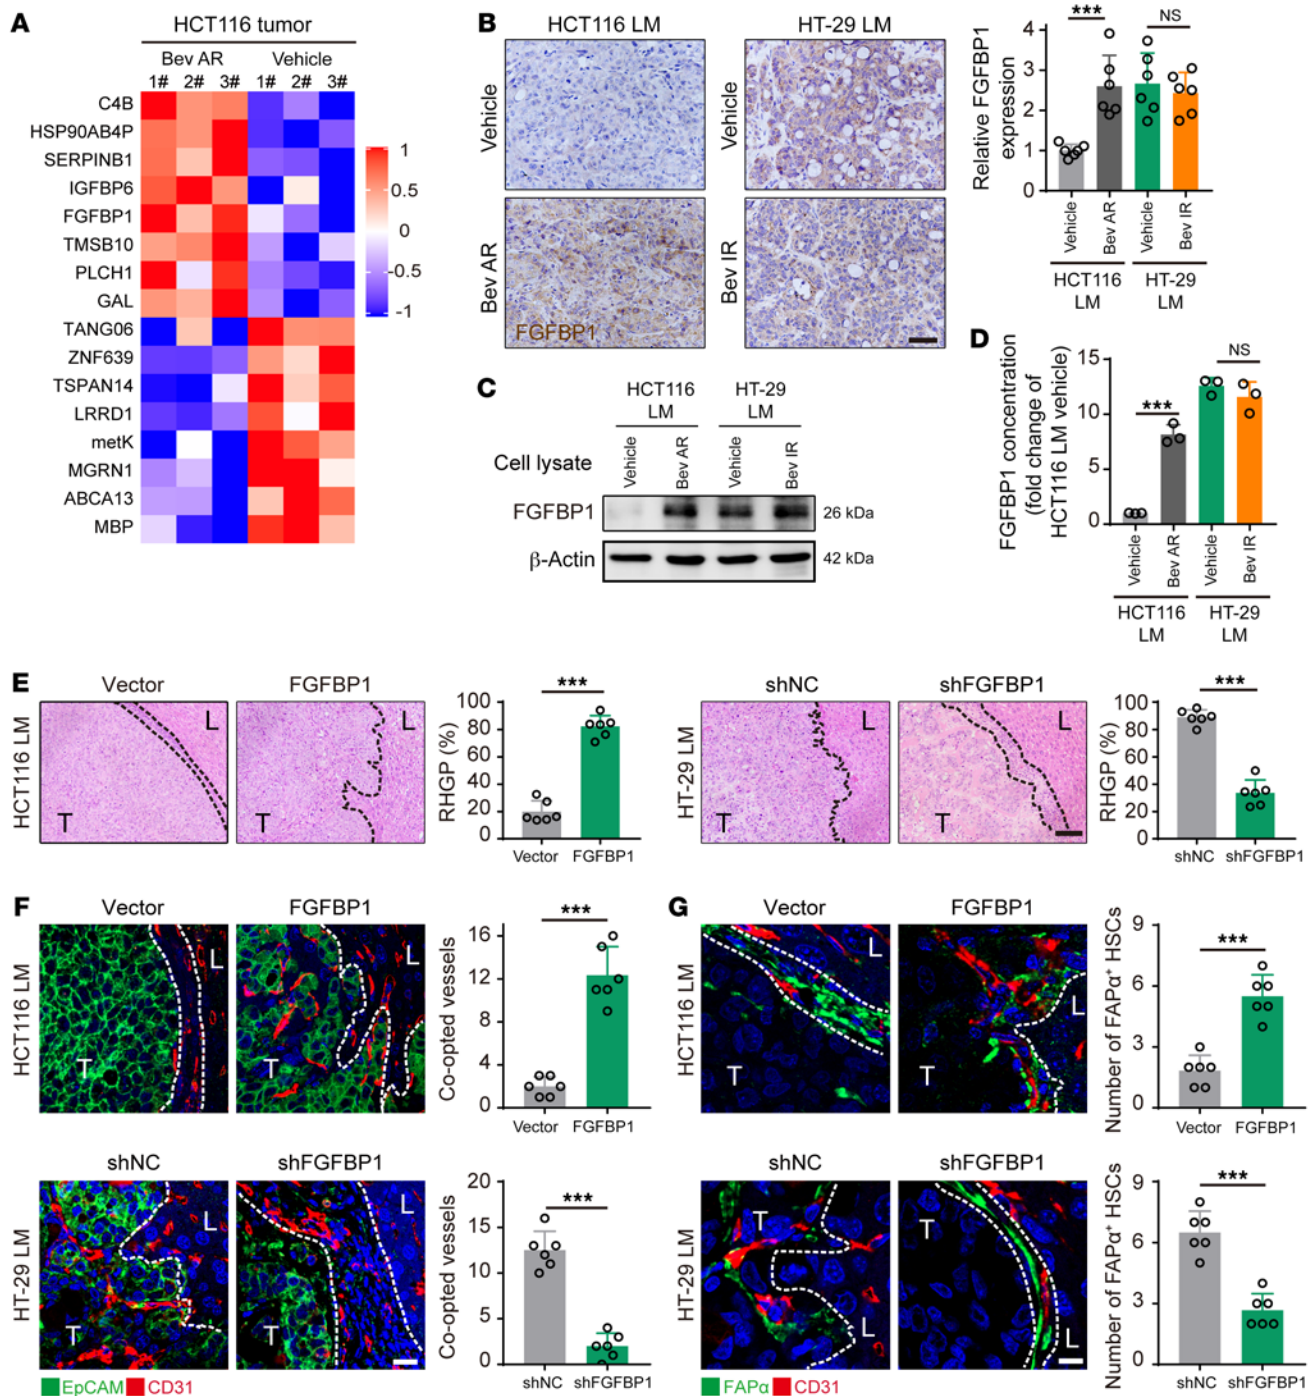 A
HCT116 tumor
Bev AR Vehicle
1# 2# 3# 1# 2# 3#
C4B
HSP90AB4P
SERPINB1
IGFBP6
FGFBP1
TMSB10
PLCH1
GAL
TANG06
ZNF639
TSPAN14
LRRD1
metK
MGRN1
ABCA13
MBP
1
0.5
0
-0.5
-1
B
HCT116 LM HT-29 LM
Vehicle
Vehicle
Bev AR
Bev IR
FGFBP1
Relative FGFBP1
expression
4
3
2
1
0
*** NS
Vehicle
Bev AR
Vehicle
Bev IR
HCT116
LM
HT-29
LM
C
HCT116
LM
HT-29
LM
Vehicle
Bev AR
Vehicle
Bev IR
Cell lysate
FGFBP1 26 kDa
β-Actin 42 kDa
D
FGFBP1 concentration
(fold change of
HCT116 LM vehicle)
15
10
5
0
*** NS
Vehicle
Bev AR
Vehicle
Bev IR
HCT116
LM
HT-29
LM
E
HCT116 LM
Vector FGFBP1
T L T L
RHGP (%)
100
80
60
40
20
0
***
Vector FGFBP1
HT-29 LM
shNC shFGFBP1
T L T L
RHGP (%)
100
80
60
40
20
0
***
shNC shFGFBP1
F
HCT116 LM
Vector FGFBP1
T L T L
Co-opted vessels
16
12
8
4
0
***
Vector FGFBP1
HT-29 LM
shNC shFGFBP1
T L T L
EpCAM CD31
Co-opted vessels
20
15
10
5
0
***
shNC shFGFBP1
G
HCT116 LM
Vector FGFBP1
T L T L
Number of FAPα+ HSCs
9
6
3
0
***
Vector FGFBP1
HT-29 LM
shNC shFGFBP1
T L T L
FAPα CD31
Number of FAPα+ HSCs
9
6
3
0
***
shNC shFGFBP1